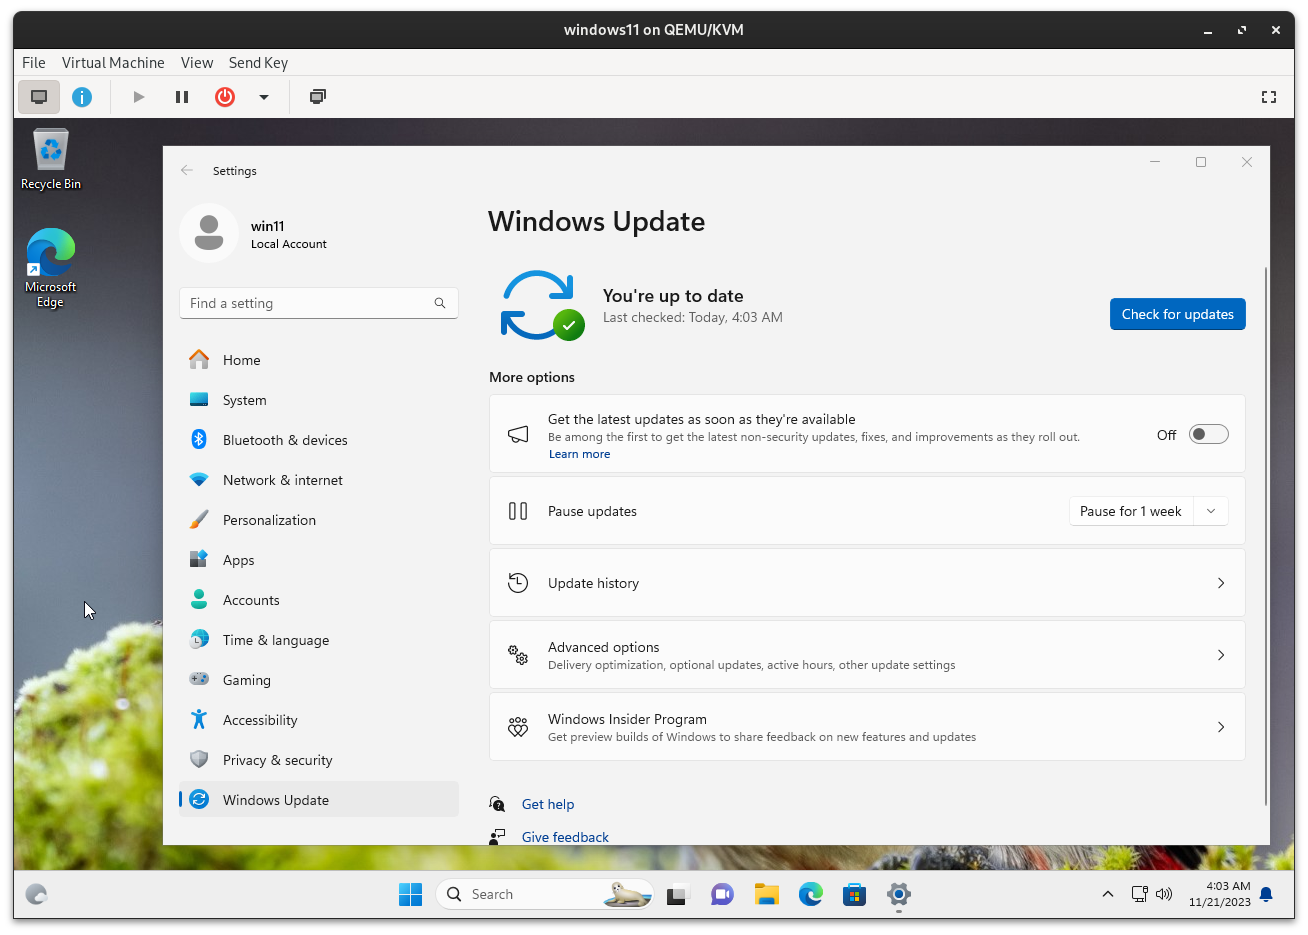 windows11 on QEMU/KVM
File Virtual Machine View Send Key
Recycle Bin
Microsoft
Edge
Settings
win11
Local Account
Find a setting
Home
System
Bluetooth & devices
Network & internet
Personalization
Apps
Accounts
Time & language
Gaming
Accessibility
Privacy & security
Windows Update
Windows Update
You're up to date
Last checked: Today, 4:03 AM
Check for updates
More options
Get the latest updates as soon as they're available
Be among the first to get the latest non-security updates, fixes, and improvements as they roll out.
Learn more
Off
Pause updates
Pause for 1 week
Update history
Advanced options
Delivery optimization, optional updates, active hours, other update settings
Windows Insider Program
Get preview builds of Windows to share feedback on new features and updates
Get help
Give feedback
Search
4:03 AM
11/21/2023